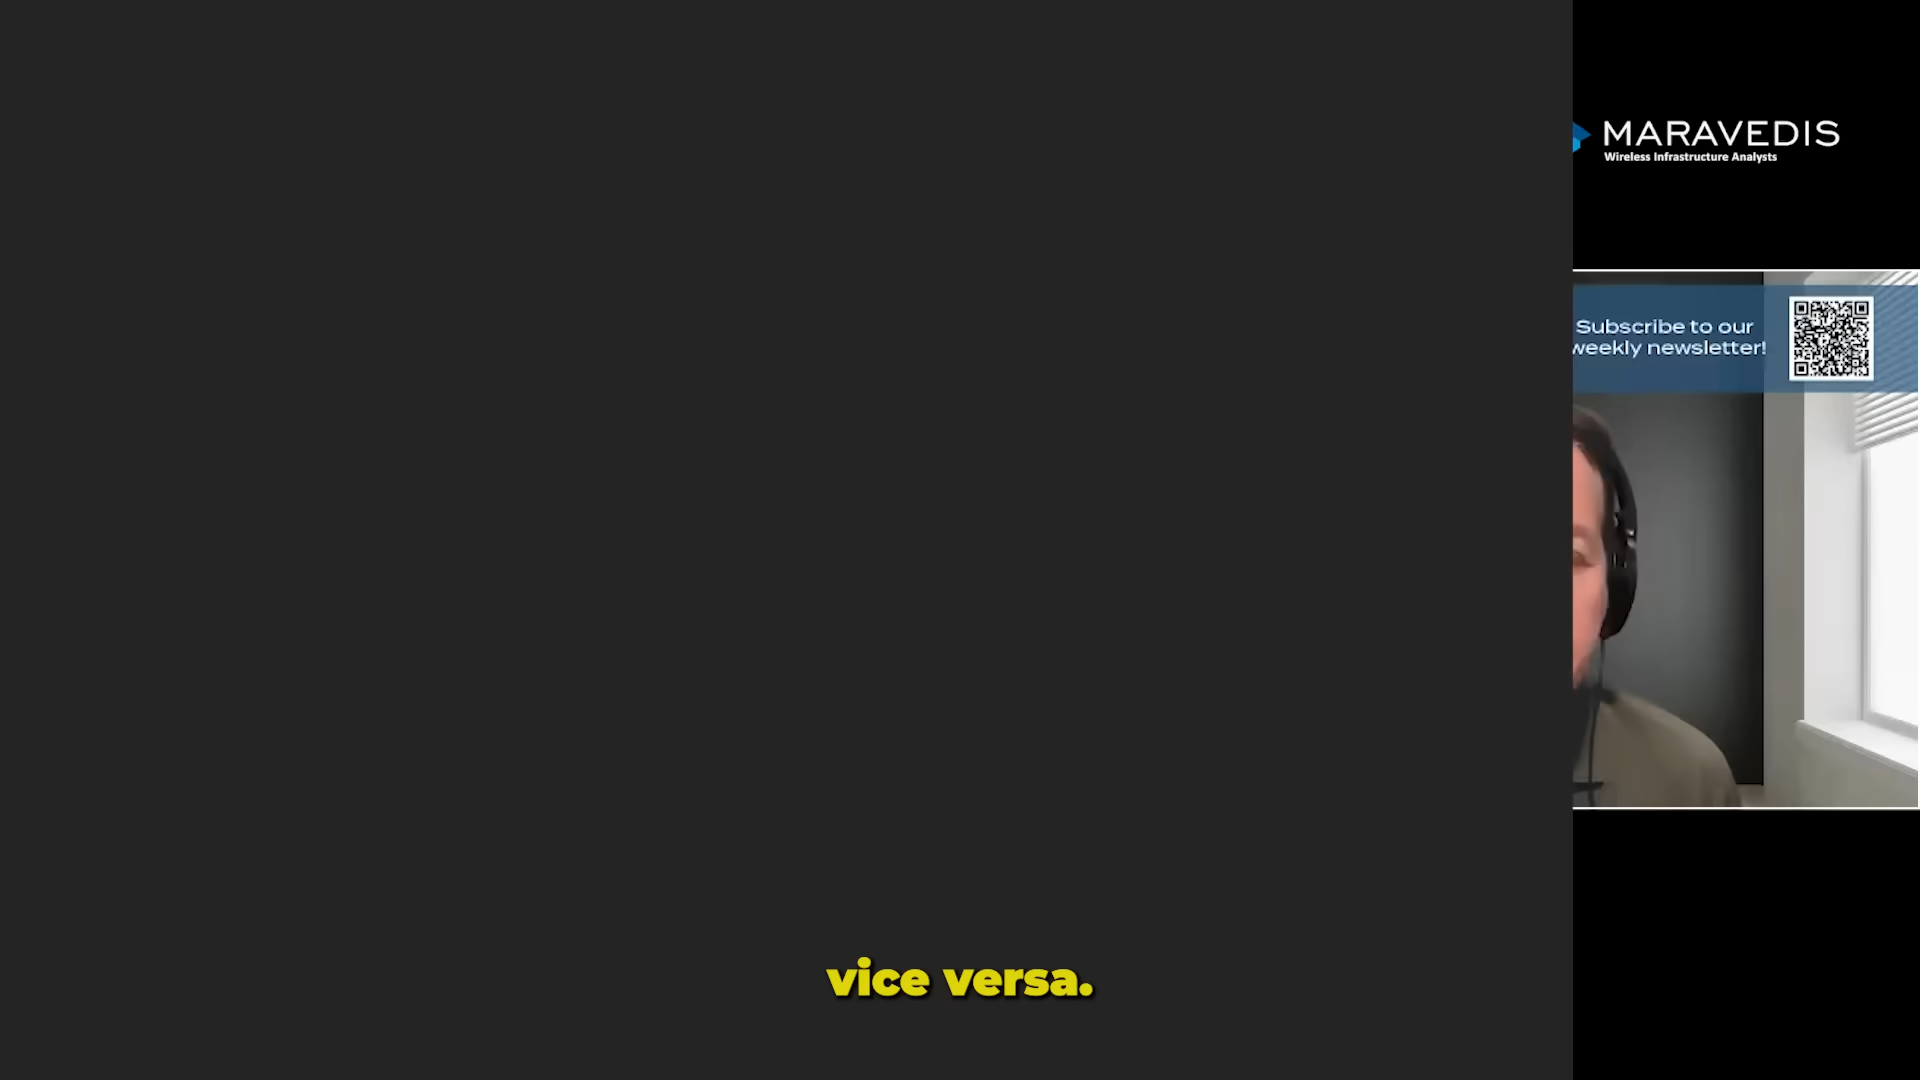 MARAVEDIS
Wireless Infrastructure Analysts
Subscribe to our
weekly newsletter!
vice versa.